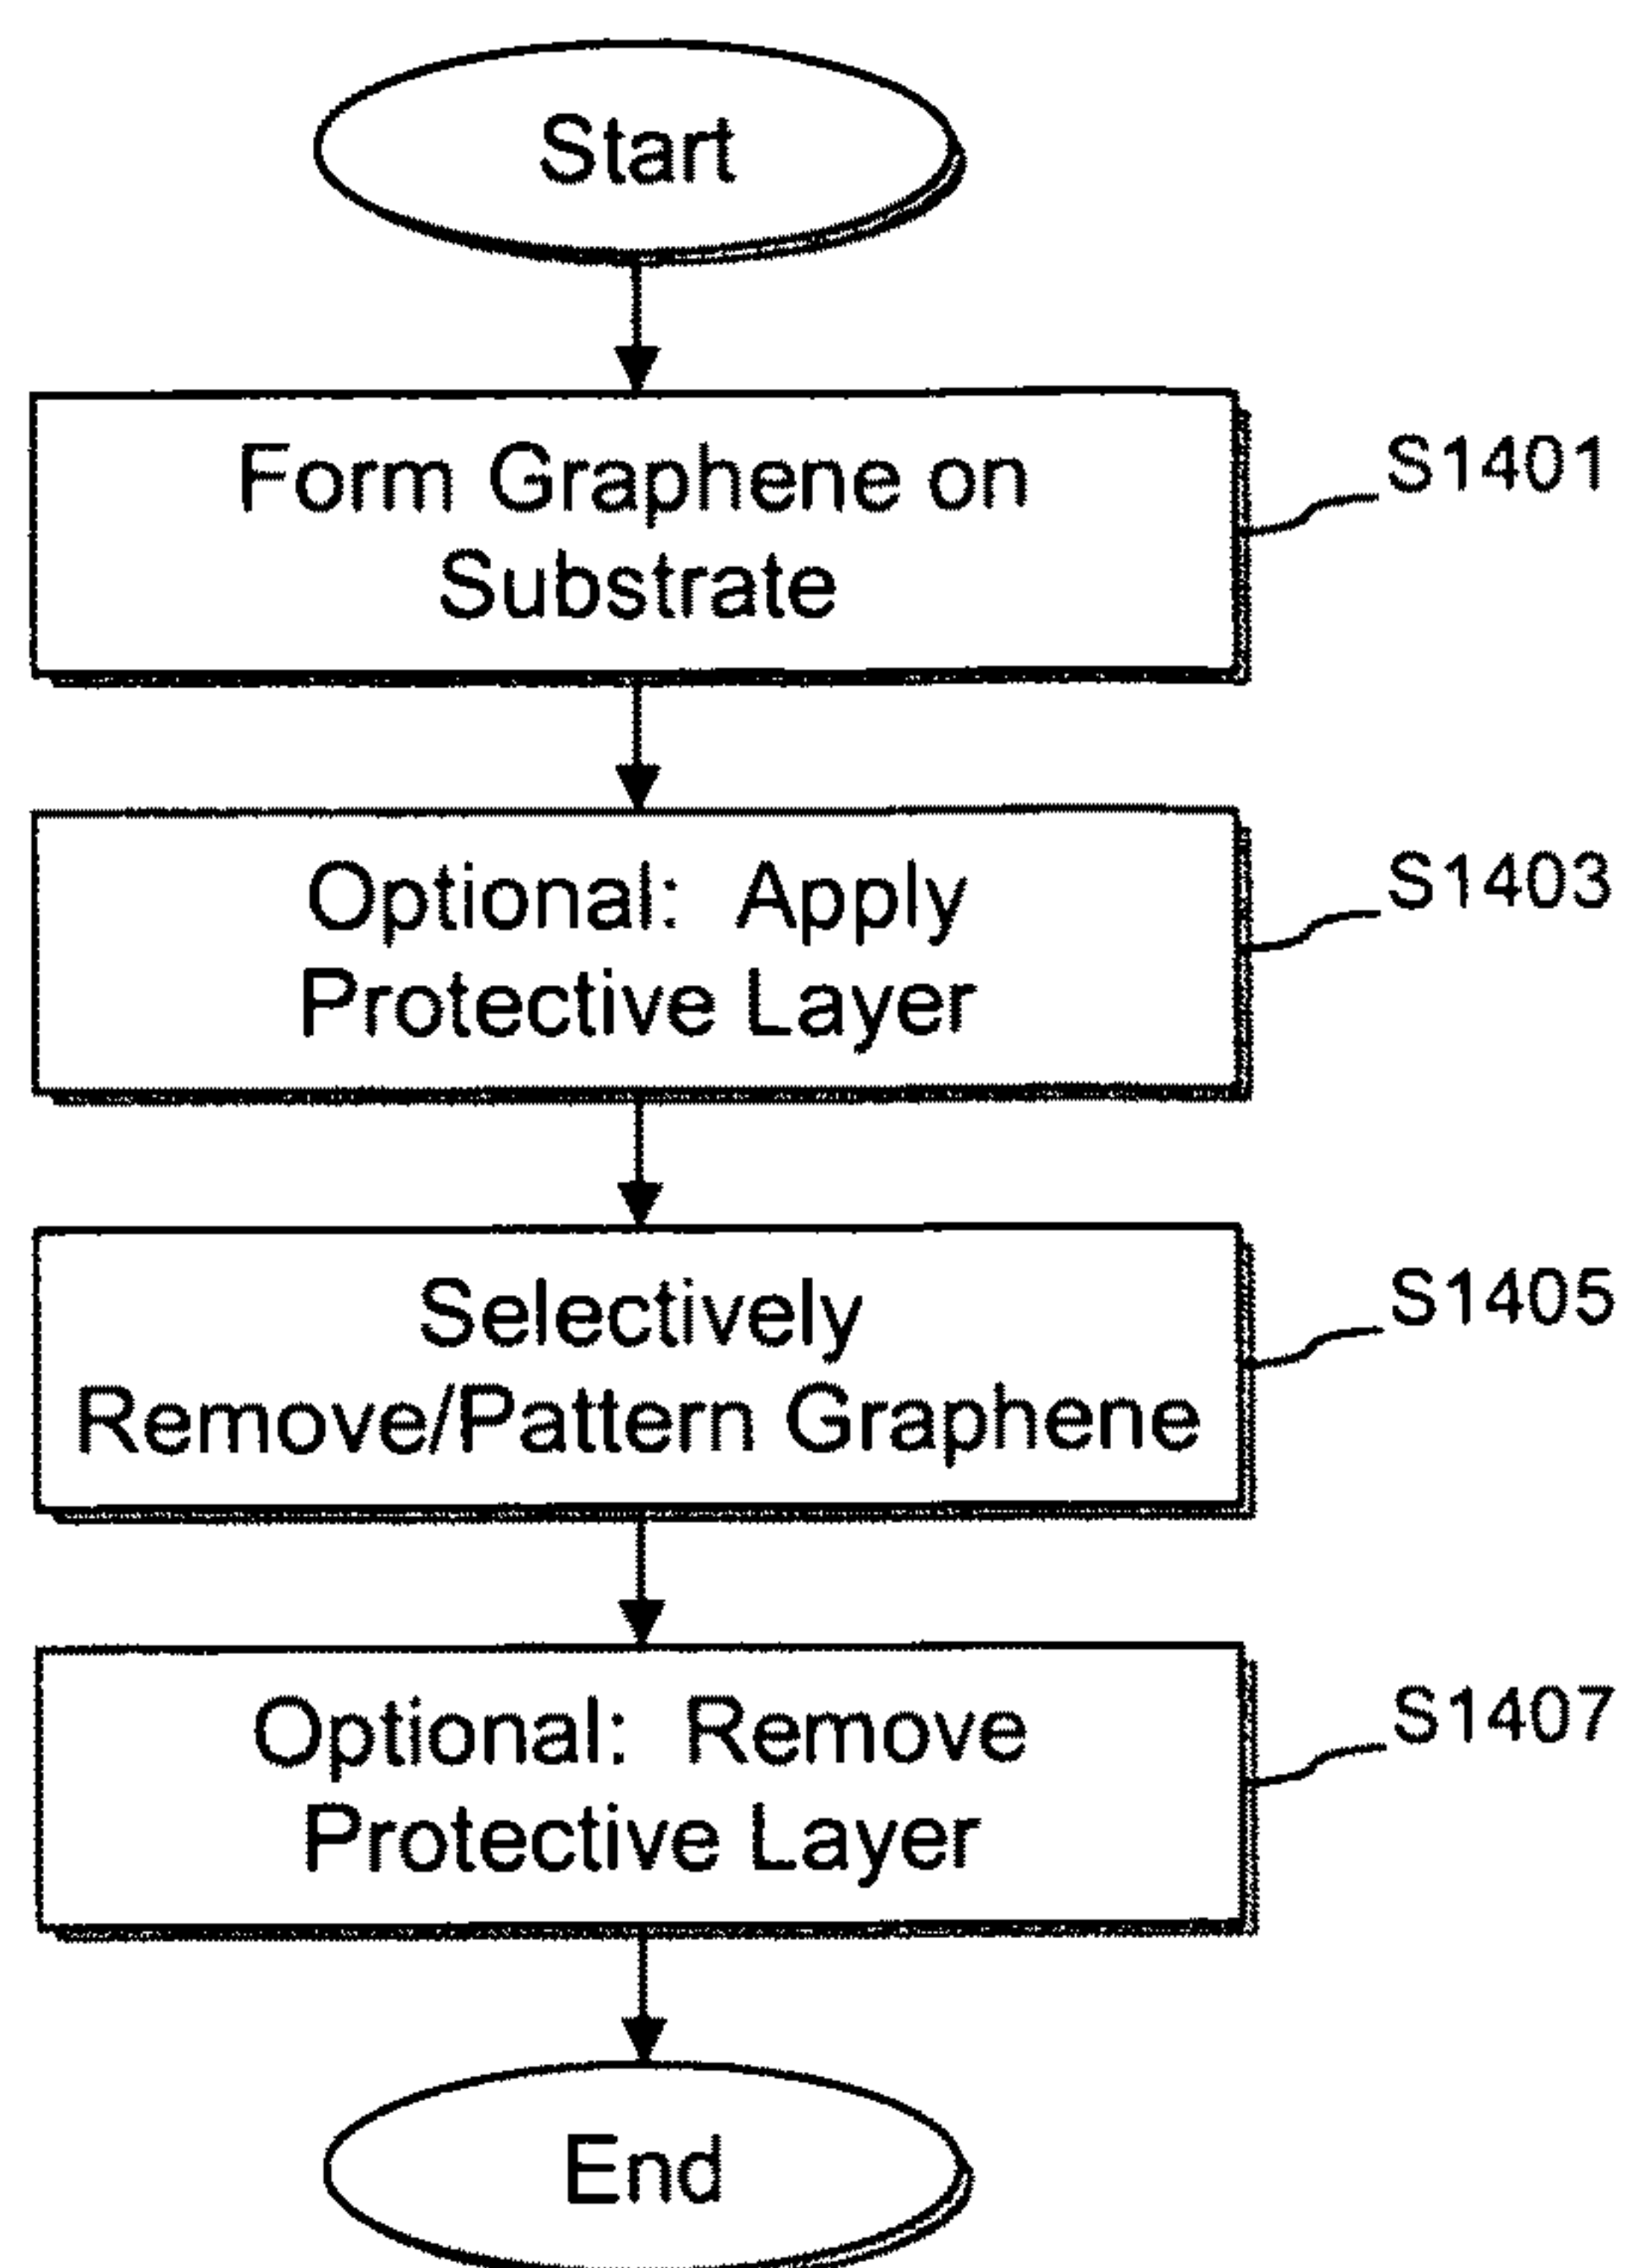 Start
Form Graphene on
Substrate
S1401
Optional: Apply
Protective Layer
S1403
Selectively
Remove/Pattern Graphene
S1405
Optional: Remove
Protective Layer
S1407
End